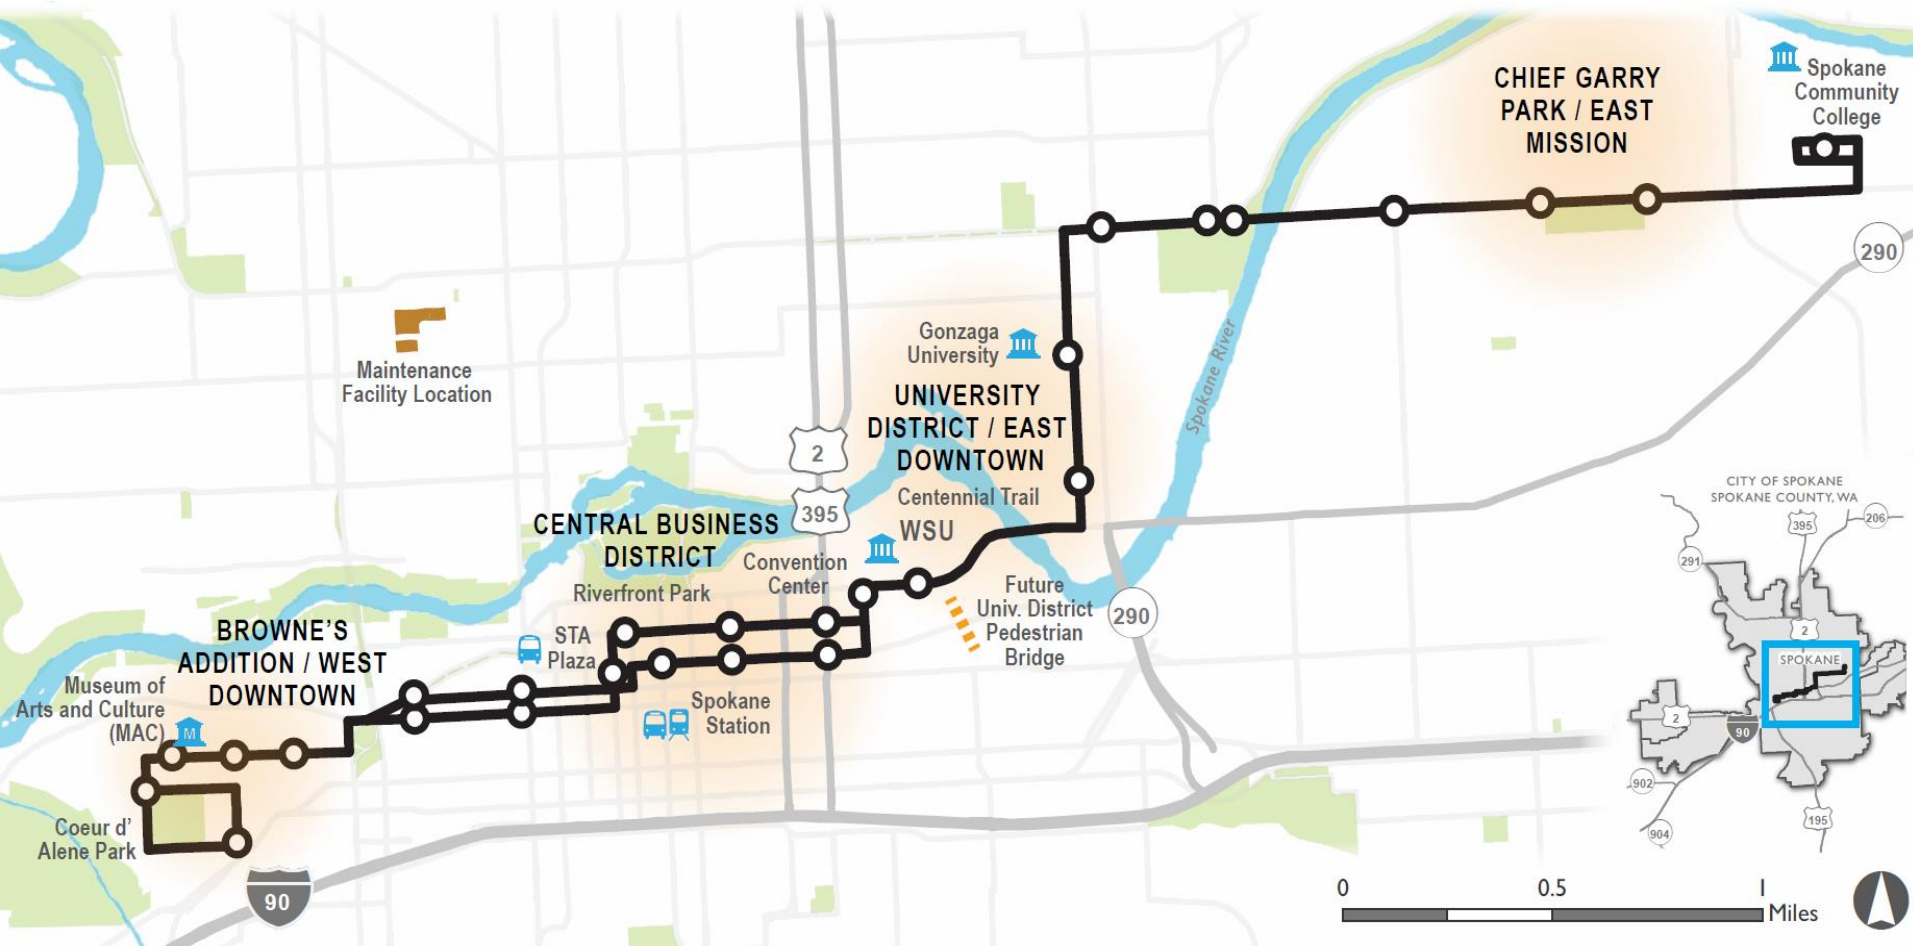 CHIEF GARRY
PARK / EAST
MISSION
Spokane
Community
College
290
Maintenance
Facility Location
Gonzaga
University
UNIVERSITY
DISTRICT / EAST
DOWNTOWN
Centennial Trail
WSU
Spokane River
2
395
CENTRAL BUSINESS
DISTRICT
Riverfront Park
Convention
Center
Future
Univ. District
Pedestrian
Bridge
290
STA
Plaza
Spokane
Station
BROWNE'S
ADDITION / WEST
DOWNTOWN
Museum of
Arts and Culture
(MAC)
M
Coeur d'
Alene Park
90
CITY OF SPOKANE
SPOKANE COUNTY, WA
395
206
291
2
SPOKANE
2
90
902
904
195
0 0.5 1
Miles